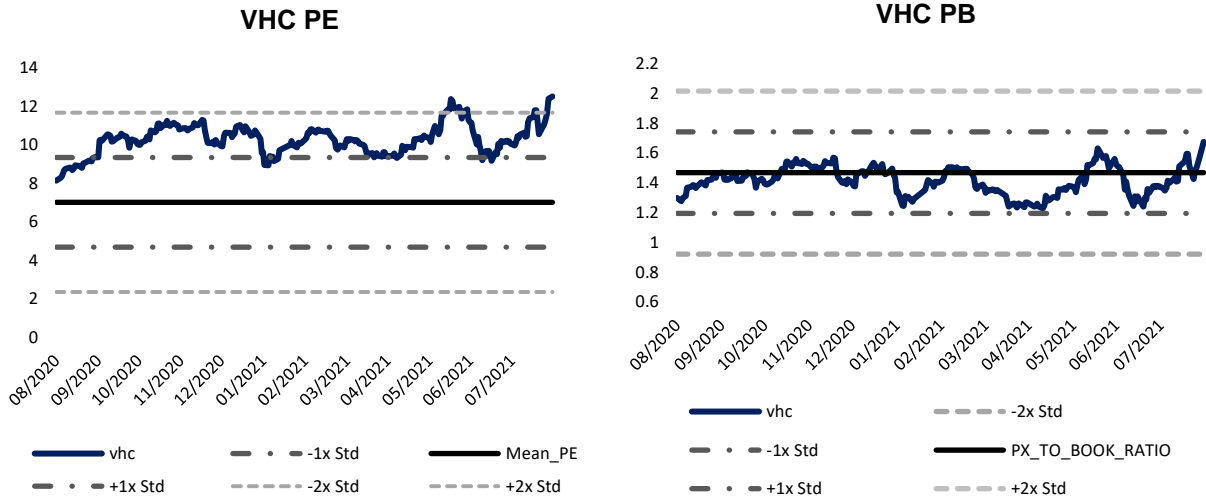 VHC PE
14
12
10
8
6
4
2
0
08/2020
09/2020
10/2020
11/2020
12/2020
01/2021
02/2021
03/2021
04/2021
05/2021
06/2021
07/2021
vhc
-1x Std
Mean_PE
+1x Std
-2x Std
+2x Std
VHC PB
2.2
2
1.8
1.6
1.4
1.2
1
0.8
0.6
08/2020
09/2020
10/2020
11/2020
12/2020
01/2021
02/2021
03/2021
04/2021
05/2021
06/2021
07/2021
vhc
-2x Std
-1x Std
PX_TO_BOOK_RATIO
+1x Std
+2x Std